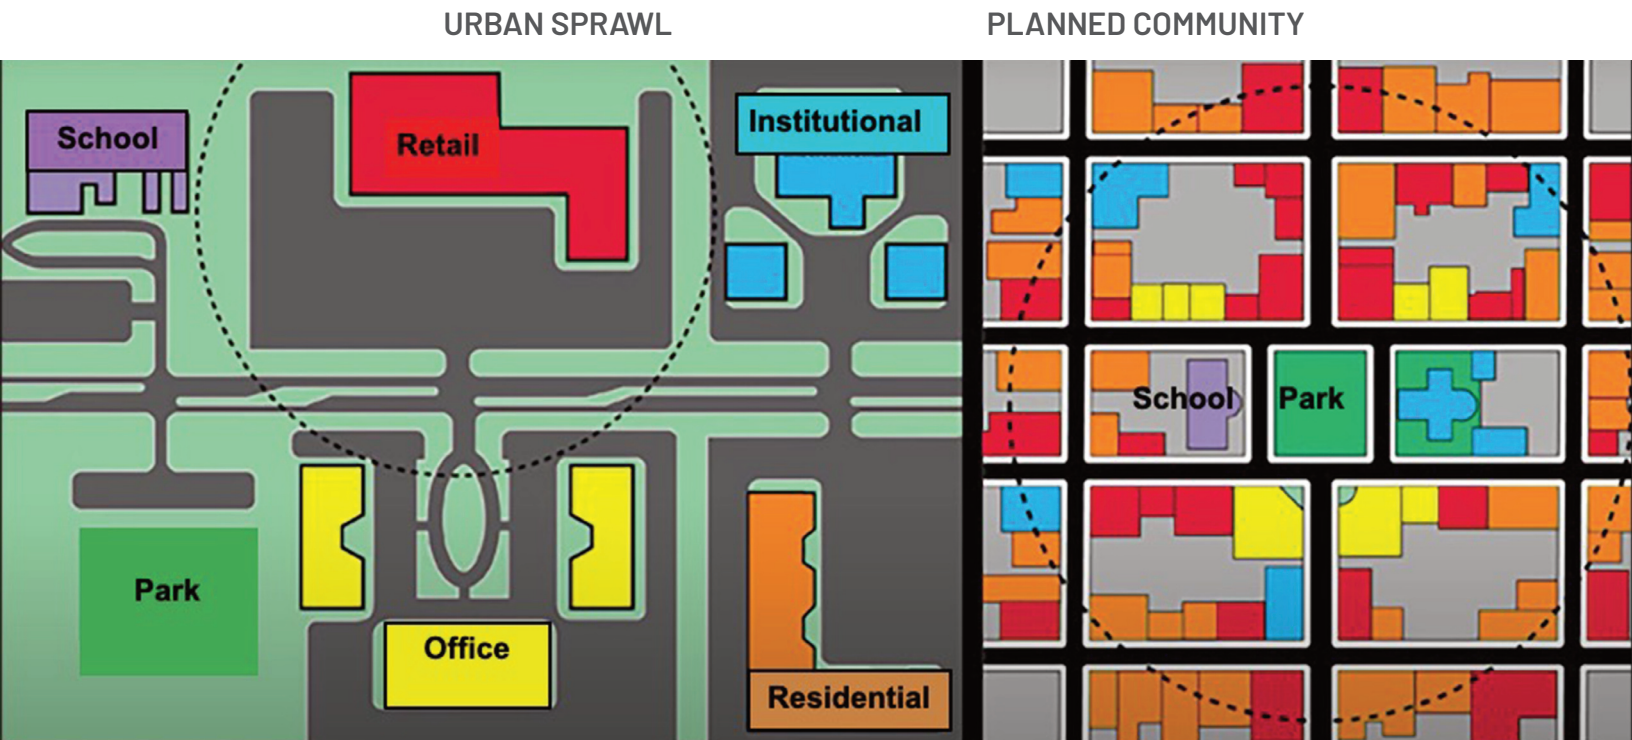 URBAN SPRAWL
PLANNED COMMUNITY
School
Retail
Institutional
Park
Office
Residential
School
Park